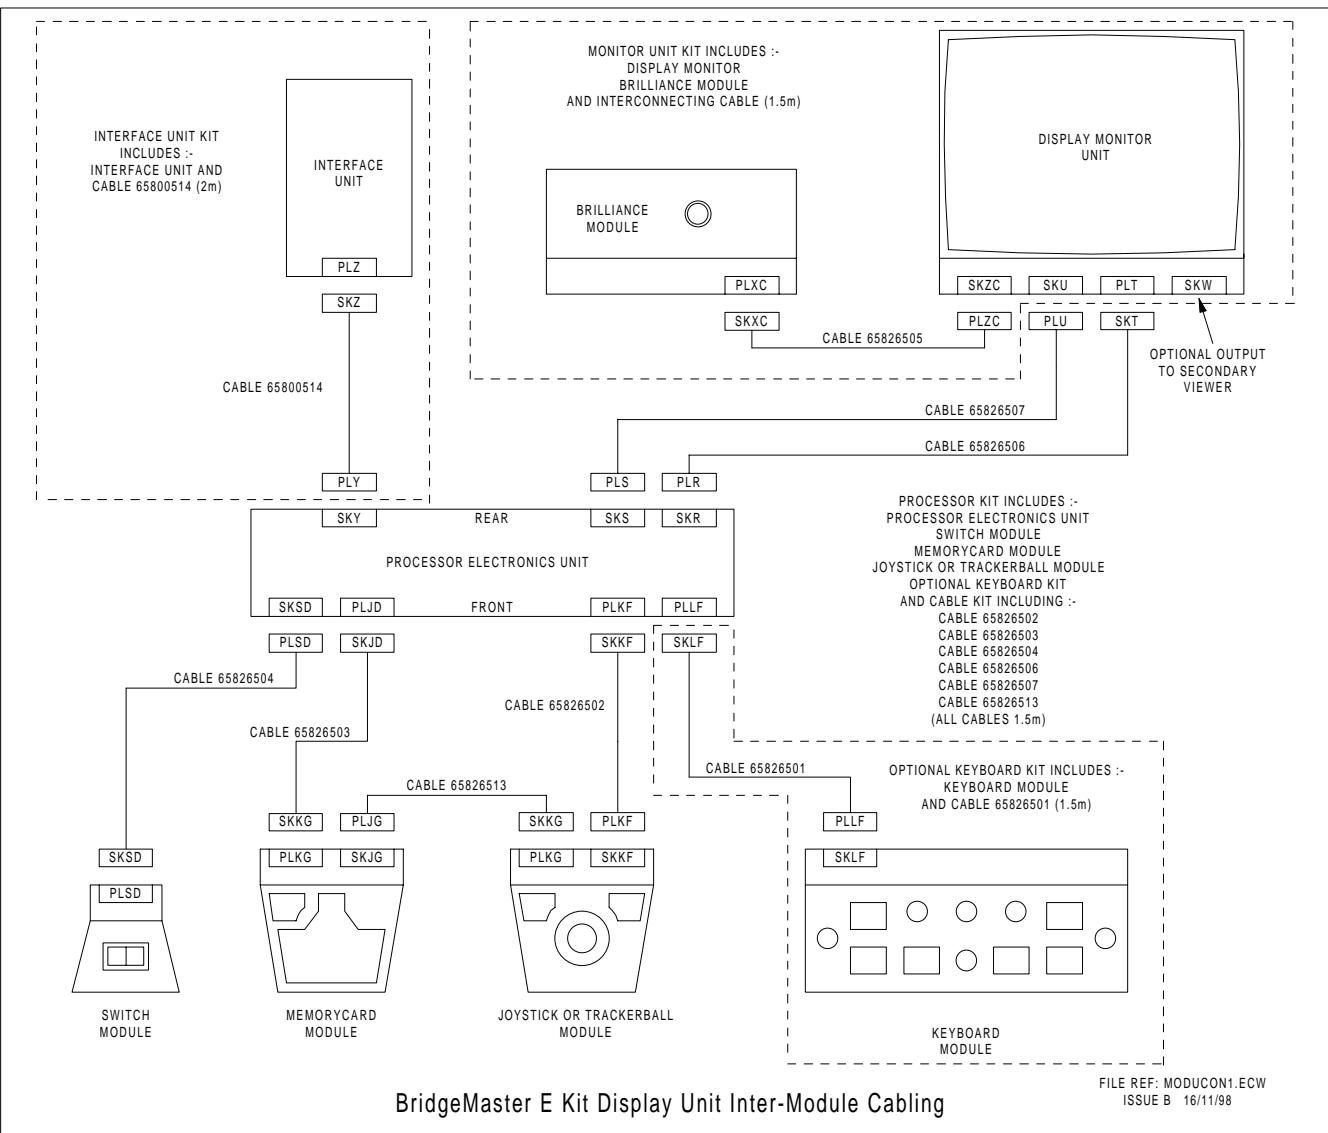 INTERFACE UNIT KIT
INCLUDES :-
INTERFACE UNIT AND
CABLE 65800514 (2m)
INTERFACE
UNIT
PLZ
SKZ
CABLE 65800514
PLY
MONITOR UNIT KIT INCLUDES :-
DISPLAY MONITOR
BRILLIANCE MODULE
AND INTERCONNECTING CABLE (1.5m)
BRILLIANCE
MODULE
PLXC
SKXC
CABLE 65826505
DISPLAY MONITOR
UNIT
SKZC
SKU
PLT
SKW
PLZC
PLU
SKT
OPTIONAL OUTPUT
TO SECONDARY
VIEWER
CABLE 65826507
CABLE 65826506
PLS
PLR
SKY
REAR
SKS
SKR
PROCESSOR ELECTRONICS UNIT
SKSD
PLJD
FRONT
PLKF
PLLF
PLSD
SKJD
SKKF
SKLF
PROCESSOR KIT INCLUDES :-
PROCESSOR ELECTRONICS UNIT
SWITCH MODULE
MEMORYCARD MODULE
JOYSTICK OR TRACKERBALL MODULE
OPTIONAL KEYBOARD KIT
AND CABLE KIT INCLUDING :-
CABLE 65826502
CABLE 65826503
CABLE 65826504
CABLE 65826506
CABLE 65826507
CABLE 65826513
(ALL CABLES 1.5m)
CABLE 65826504
CABLE 65826503
CABLE 65826502
CABLE 65826513
CABLE 65826501
OPTIONAL KEYBOARD KIT INCLUDES :-
KEYBOARD MODULE
AND CABLE 65826501 (1.5m)
SKKG
PLJG
SKKG
PLKF
PLLF
SKSD
PLKG
SKJG
PLKG
SKKF
SKLF
PLSD
SWITCH
MODULE
MEMORYCARD
MODULE
JOYSTICK OR TRACKERBALL
MODULE
KEYBOARD
MODULE
BridgeMaster E Kit Display Unit Inter-Module Cabling
FILE REF: MODUCON1.ECW
ISSUE B 16/11/98